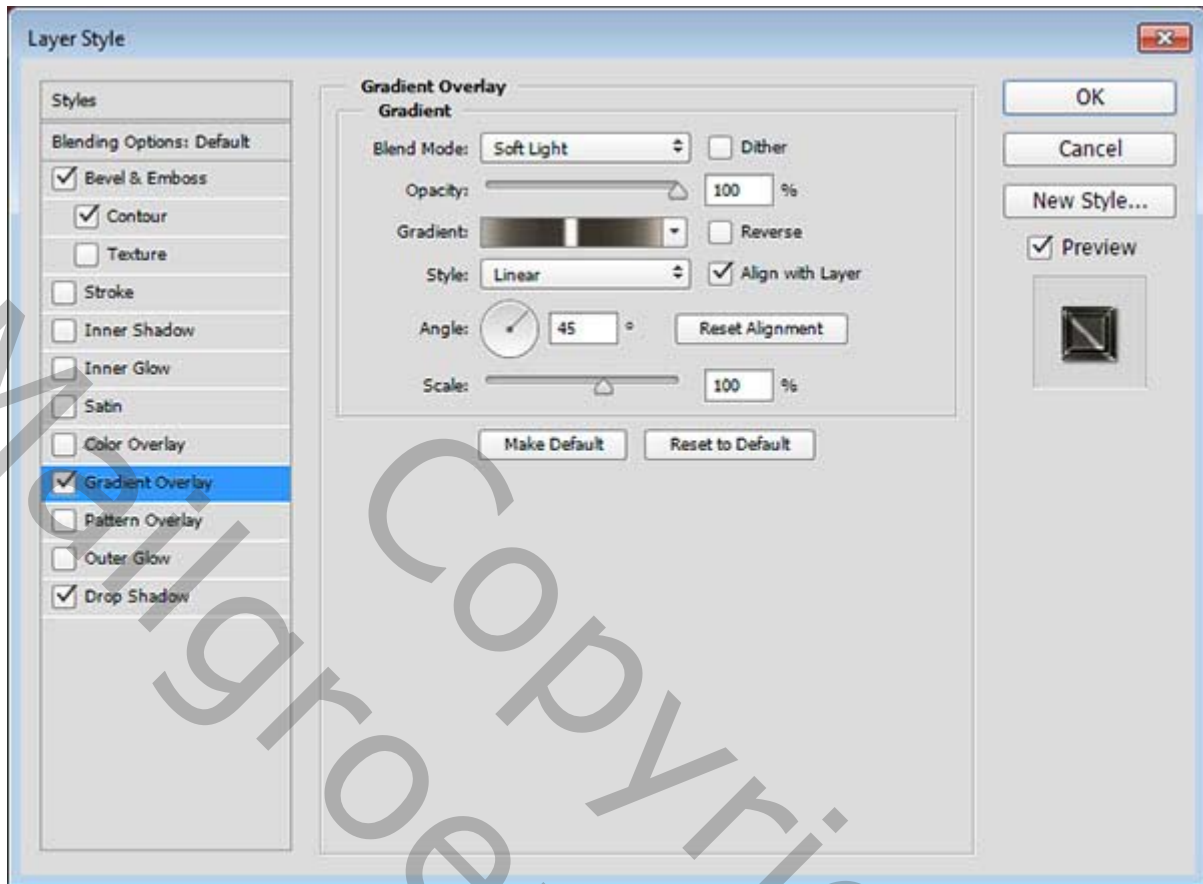 Layer Style
Styles
Blending Options: Default
Bevel & Emboss
Contour
Texture
Stroke
Inner Shadow
Inner Glow
Satin
Color Overlay
Gradient Overlay
Pattern Overlay
Outer Glow
Drop Shadow
Gradient Overlay
Gradient
Blend Mode: Soft Light Dither
Opacity: 100 %
Gradient: Reverse
Style: Linear Align with Layer
Angle: 45 ° Reset Alignment
Scale: 100 %
Make Default Reset to Default
OK
Cancel
New Style...
Preview